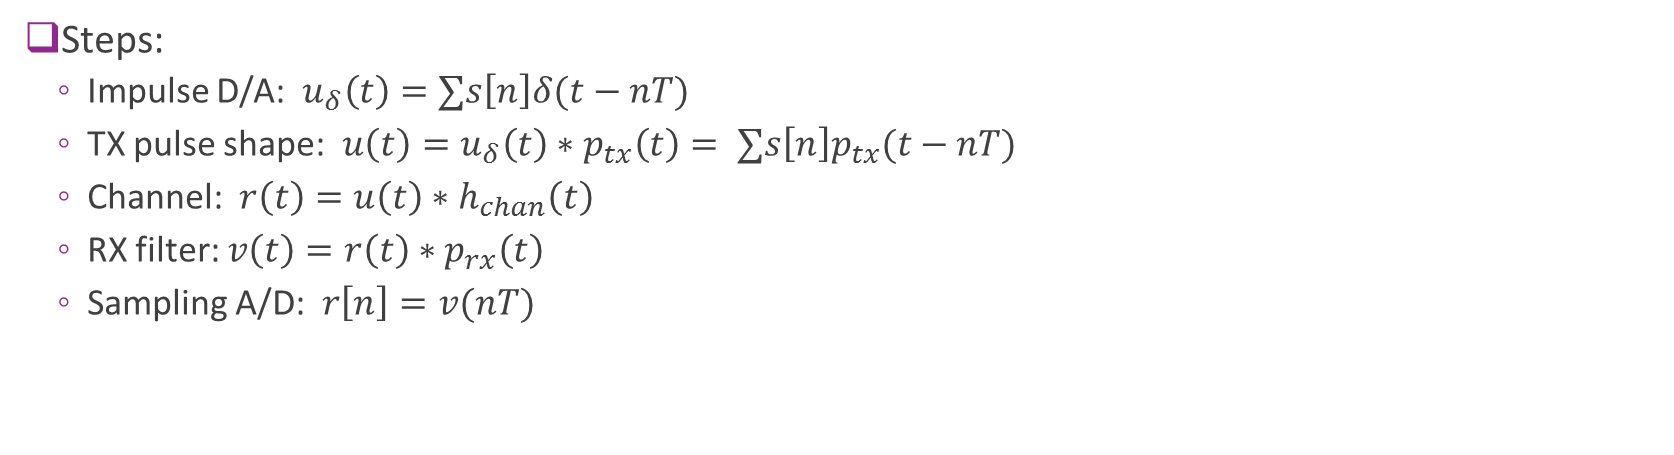 ❑Steps:
◦ Impulse D/A: u_δ(t) = ∑s[n]δ(t − nT)
◦ TX pulse shape: u(t) = u_δ(t) ∗ p_tx(t) = ∑s[n]p_tx(t − nT)
◦ Channel: r(t) = u(t) ∗ h_chan(t)
◦ RX filter: v(t) = r(t) ∗ p_rx(t)
◦ Sampling A/D: r[n] = v(nT)